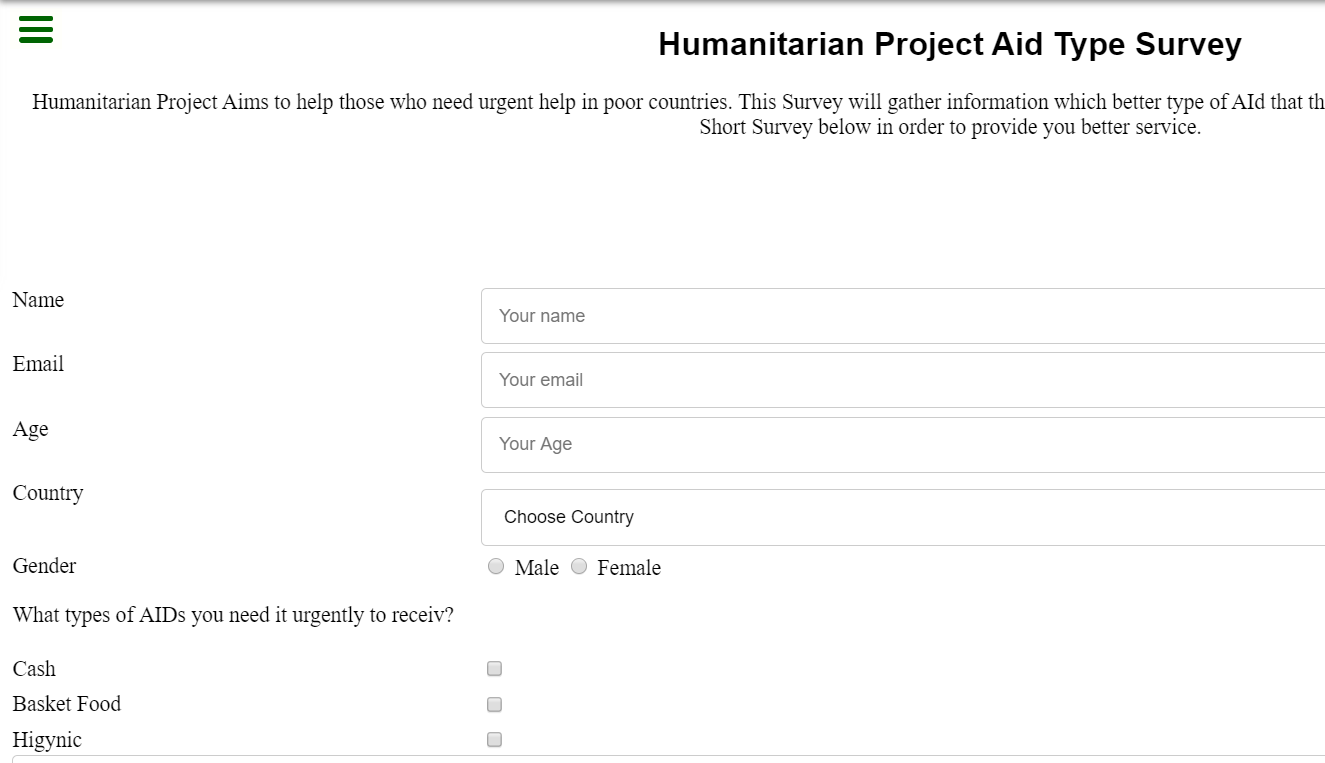 Humanitarian Project Aid Type Survey
Humanitarian Project Aims to help those who need urgent help in poor countries. This Survey will gather information which better type of AId that th
Short Survey below in order to provide you better service.
Name
Your name
Email
Your email
Age
Your Age
Country
Choose Country
Gender Male Female
What types of AIDs you need it urgently to receiv?
Cash
Basket Food
Higynic